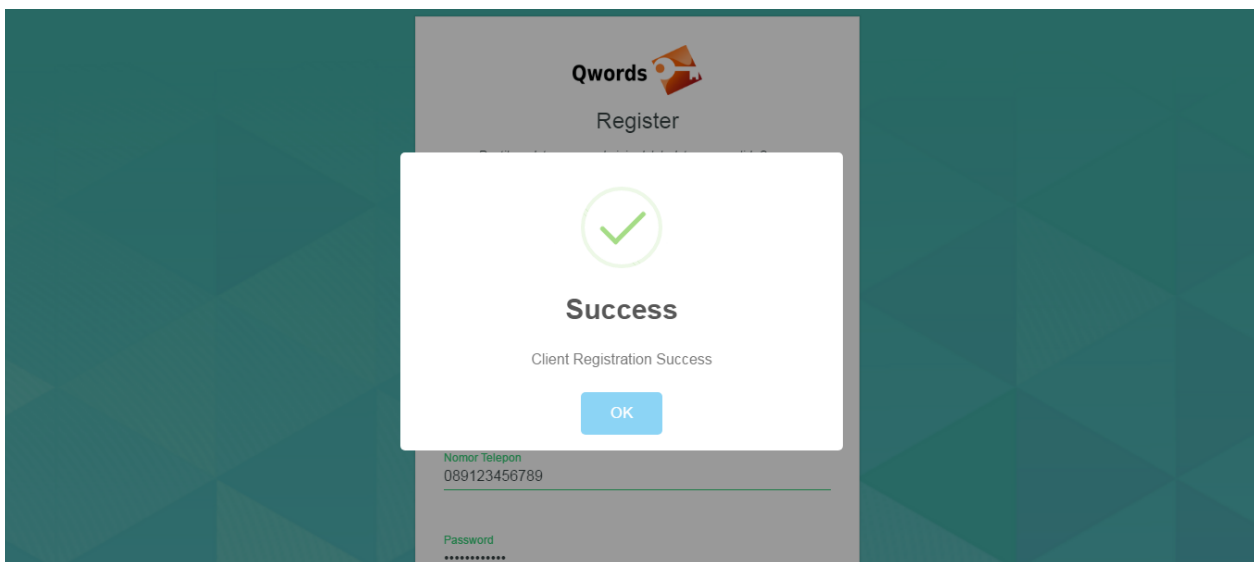 Qwords
Register
Success
Client Registration Success
OK
Nomor Telepon
089123456789
Password
••••••••••••